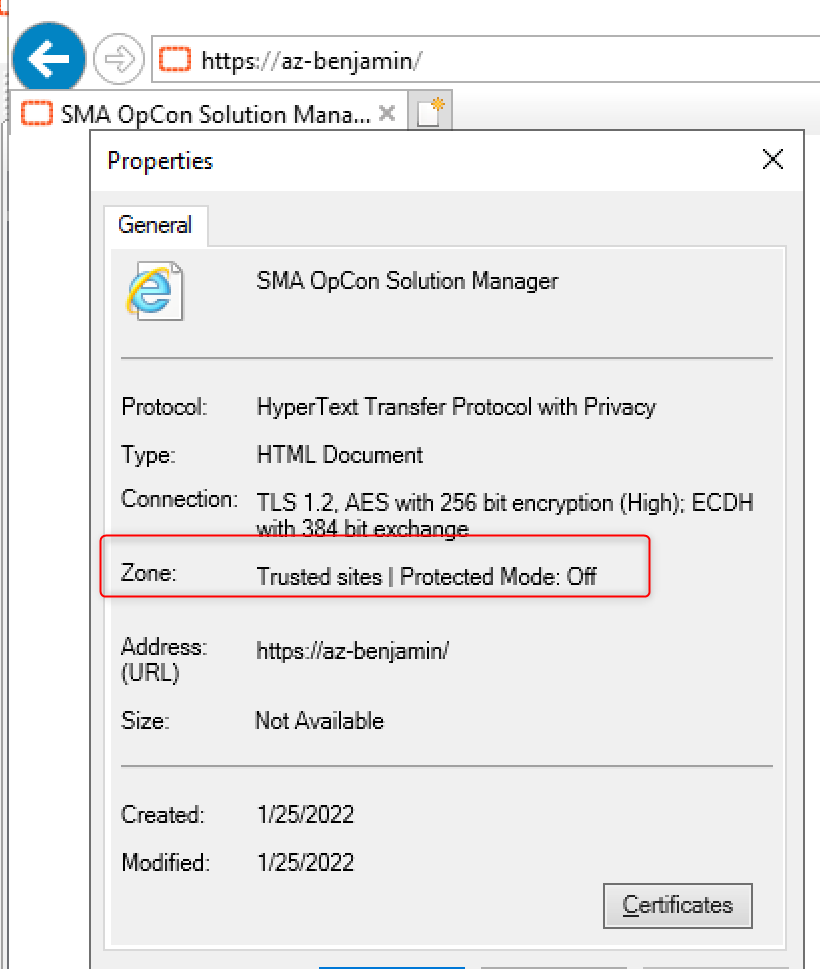 https://az-benjamin/
SMA OpCon Solution Mana...
Properties
General
SMA OpCon Solution Manager
Protocol: HyperText Transfer Protocol with Privacy
Type: HTML Document
Connection: TLS 1.2, AES with 256 bit encryption (High); ECDH
with 384 bit exchange
Zone: Trusted sites | Protected Mode: Off
Address: https://az-benjamin/
(URL)
Size: Not Available
Created: 1/25/2022
Modified: 1/25/2022
Certificates